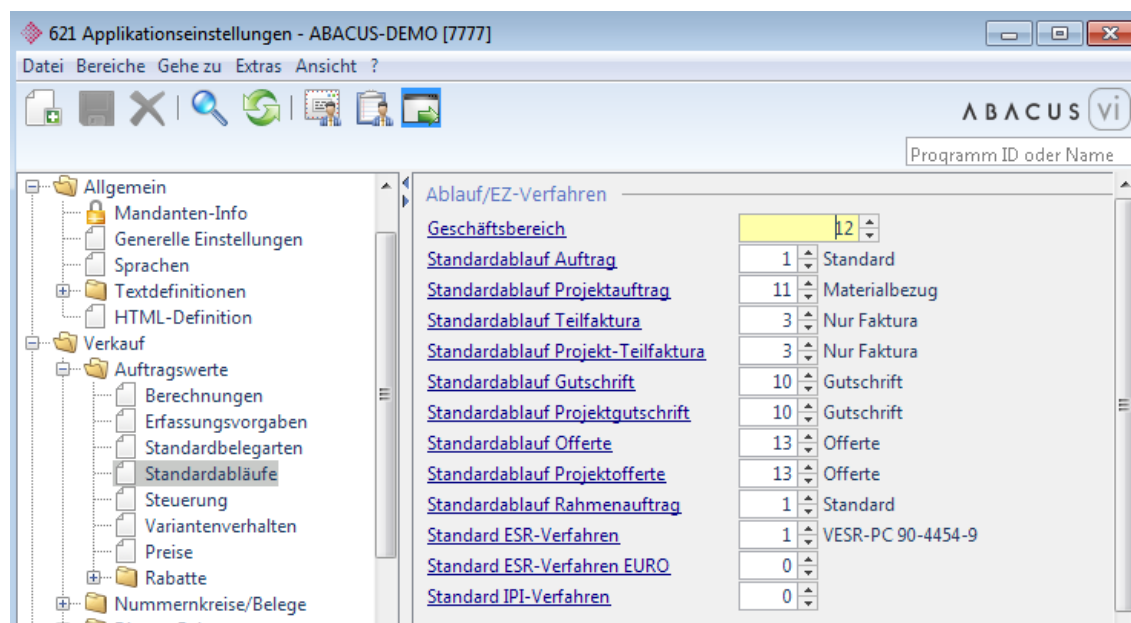 621 Applikationseinstellungen - ABACUS-DEMO [7777]
Datei Bereiche Gehe zu Extras Ansicht ?
ABACUS vi
Programm ID oder Name
Allgemein
Mandanten-Info
Generelle Einstellungen
Sprachen
Textdefinitionen
HTML-Definition
Verkauf
Auftragswerte
Berechnungen
Erfassungsvorgaben
Standardbelegarten
Standardabläufe
Steuerung
Variantenverhalten
Preise
Rabatte
Nummernkreise/Belege
Ablauf/EZ-Verfahren
Geschäftsbereich 12
Standardablauf Auftrag 1 Standard
Standardablauf Projektauftrag 11 Materialbezug
Standardablauf Teilfaktura 3 Nur Faktura
Standardablauf Projekt-Teilfaktura 3 Nur Faktura
Standardablauf Gutschrift 10 Gutschrift
Standardablauf Projektgutschrift 10 Gutschrift
Standardablauf Offerte 13 Offerte
Standardablauf Projektofferte 13 Offerte
Standardablauf Rahmenauftrag 1 Standard
Standard ESR-Verfahren 1 VESR-PC 90-4454-9
Standard ESR-Verfahren EURO 0
Standard IPI-Verfahren 0